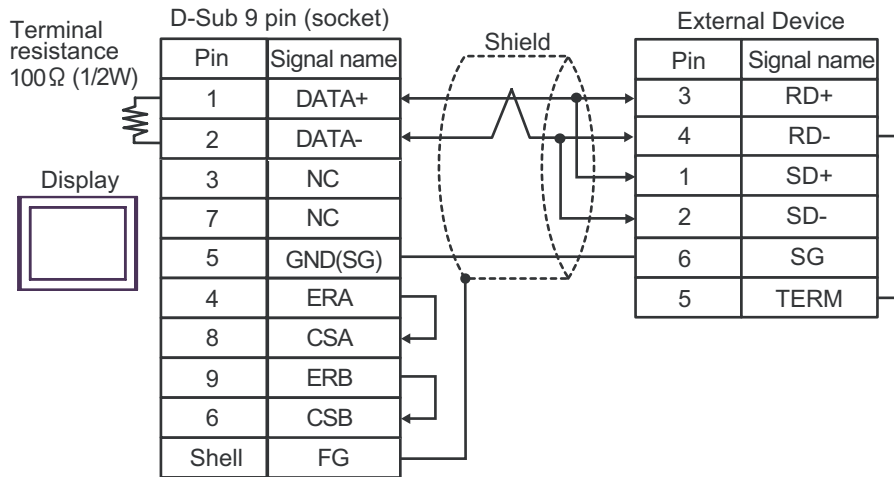 D-Sub 9 pin (socket)
Terminal
resistance
100Ω (1/2W)
Display
Shield
External Device
Pin Signal name
1 DATA+
2 DATA-
3 NC
7 NC
5 GND(SG)
4 ERA
8 CSA
9 ERB
6 CSB
Shell FG
Pin Signal name
3 RD+
4 RD-
1 SD+
2 SD-
6 SG
5 TERM